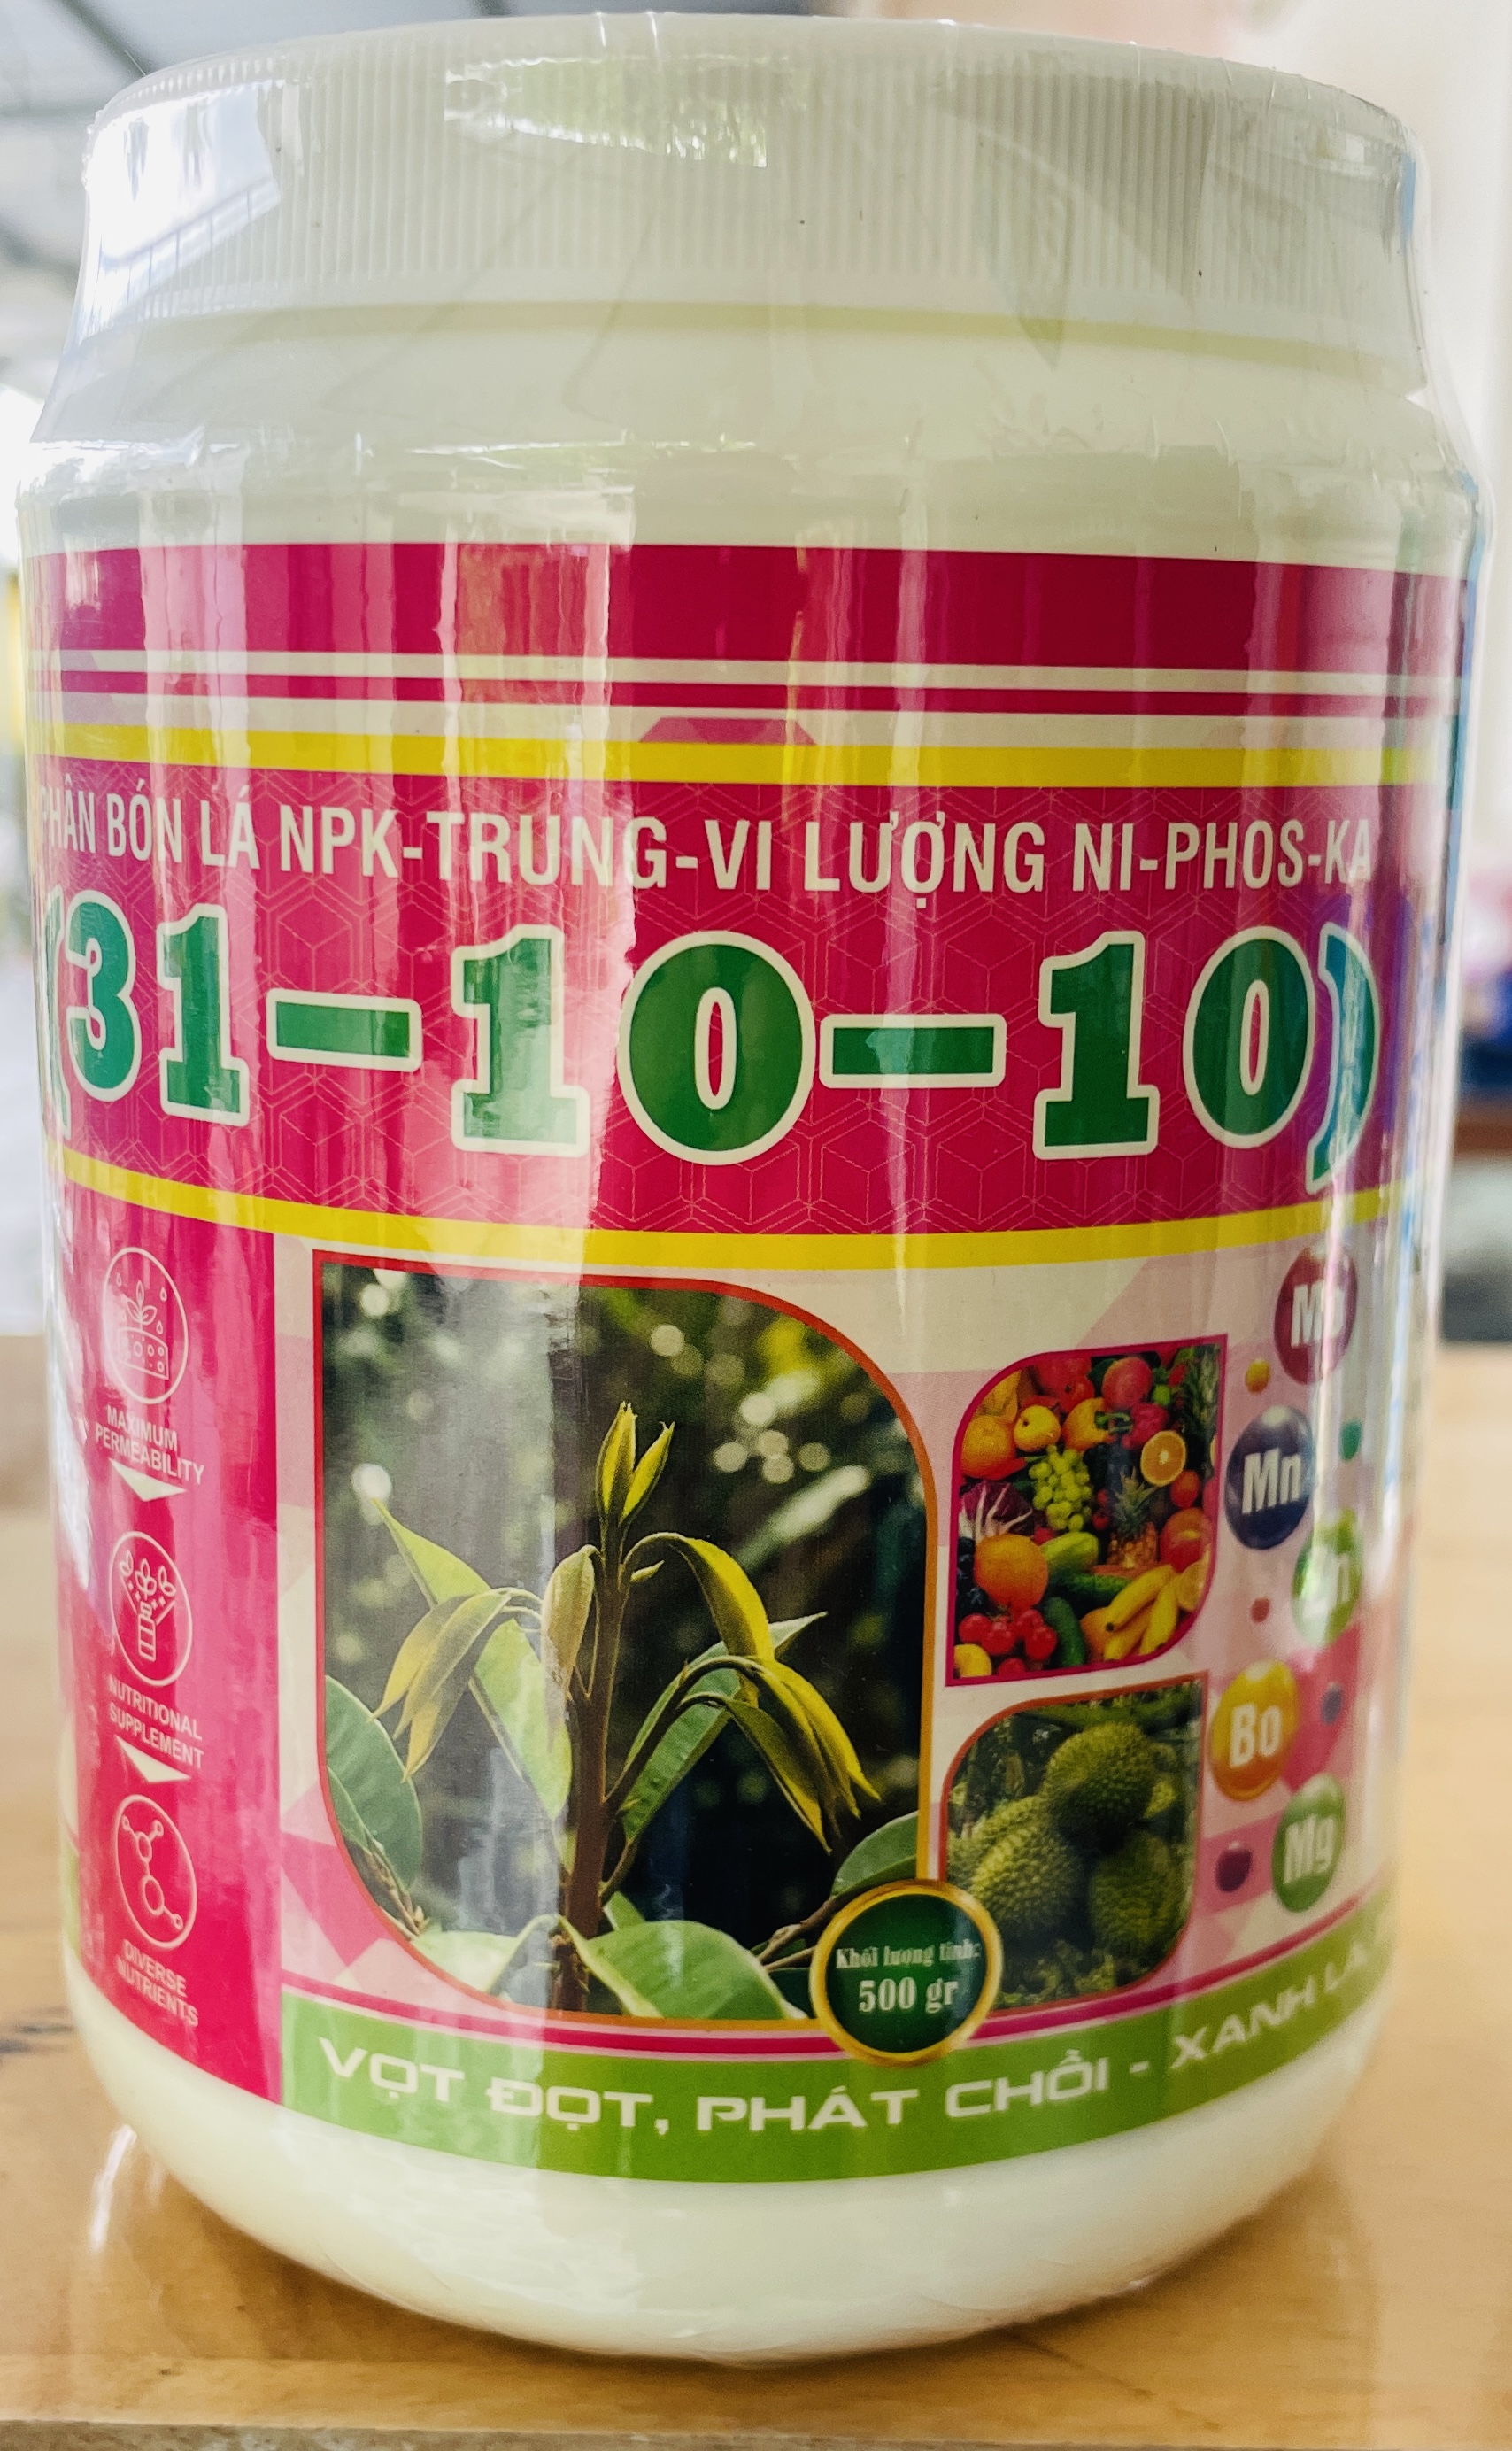 PHÂN BÓN LÁ NPK-TRUNG-VI LƯỢNG NI-PHOS-KA
(31-10-10)
MAXIMUM
PERMEABILITY
NUTRITIONAL
SUPPLEMENT
DIVERSE
NUTRIENTS
Mn
Zn
Bo
Mg
Khối lượng tịnh:
500 gr
VỌT ĐỌT, PHÁT CHỒI - XANH LÁ